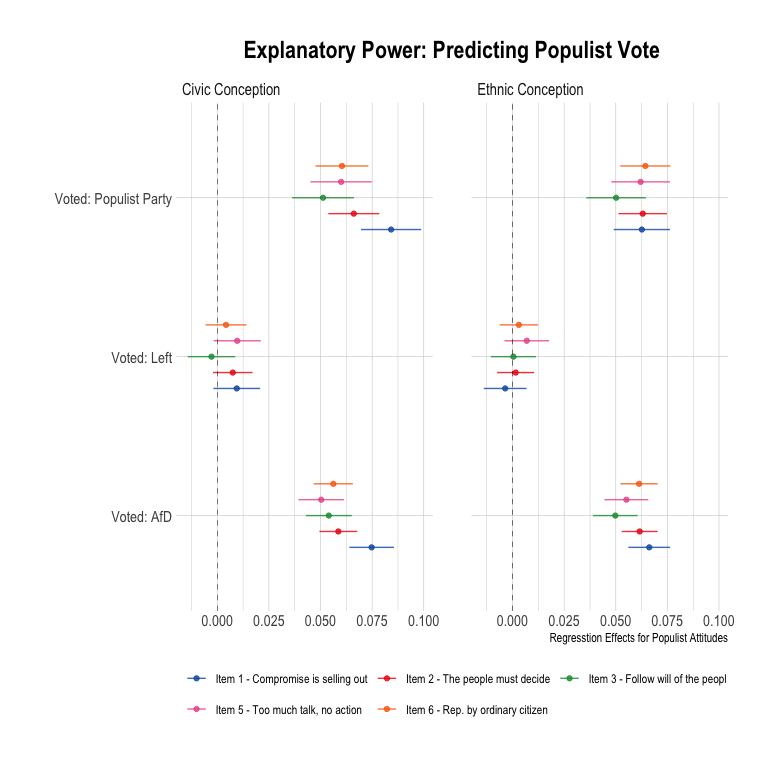 Explanatory Power: Predicting Populist Vote
Civic Conception
Ethnic Conception
Voted: Populist Party
Voted: Left
Voted: AfD
0.000 0.025 0.050 0.075 0.100
0.000 0.025 0.050 0.075 0.100
Regresstion Effects for Populist Attitudes
Item 1 - Compromise is selling out
Item 2 - The people must decide
Item 3 - Follow will of the peopl
Item 5 - Too much talk, no action
Item 6 - Rep. by ordinary citizen